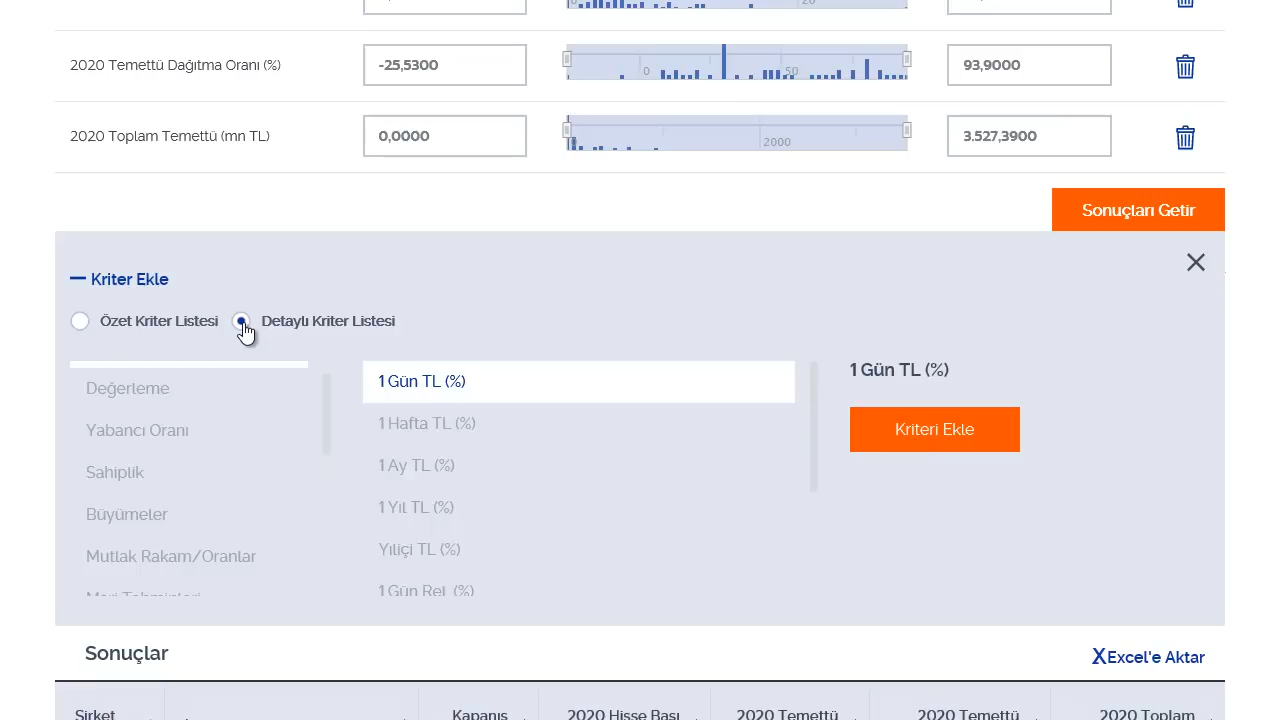 20
2020 Temettü Dağıtma Oranı (%)
-25,5300
0
50
93,9000
2020 Toplam Temettü (mn TL)
0,0000
0
2000
3.527,3900
Sonuçları Getir
Kriter Ekle
Özet Kriter Listesi
Detaylı Kriter Listesi
Değerleme
Yabancı Oranı
Sahiplik
Büyümeler
Mutlak Rakam/Oranlar
1 Gün TL (%)
1 Hafta TL (%)
1 Ay TL (%)
1 Yıl TL (%)
Yıliçi TL (%)
1 Gün Rel. (%)
1 Gün TL (%)
Kriteri Ekle
Sonuçlar
X Excel'e Aktar
Şirket
Kapanış
2020 Hisse Başı
2020 Temettü
2020 Temettü
2020 Toplam